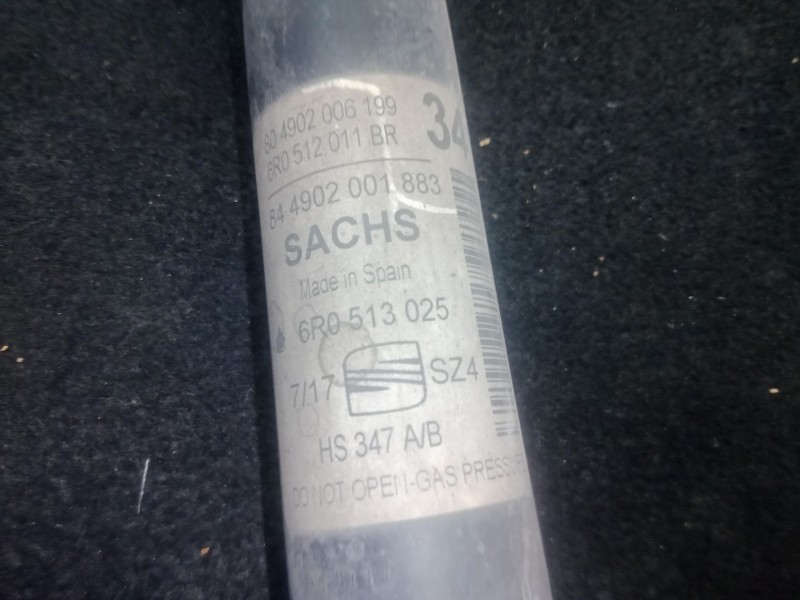 80 4902 006 199
6R0 512 011 BR
34
84 4902 001 883
SACHS
Made in Spain
6R0 513 025
7/17 SZ4
HS 347 A/B
DO NOT OPEN-GAS PRESSURE